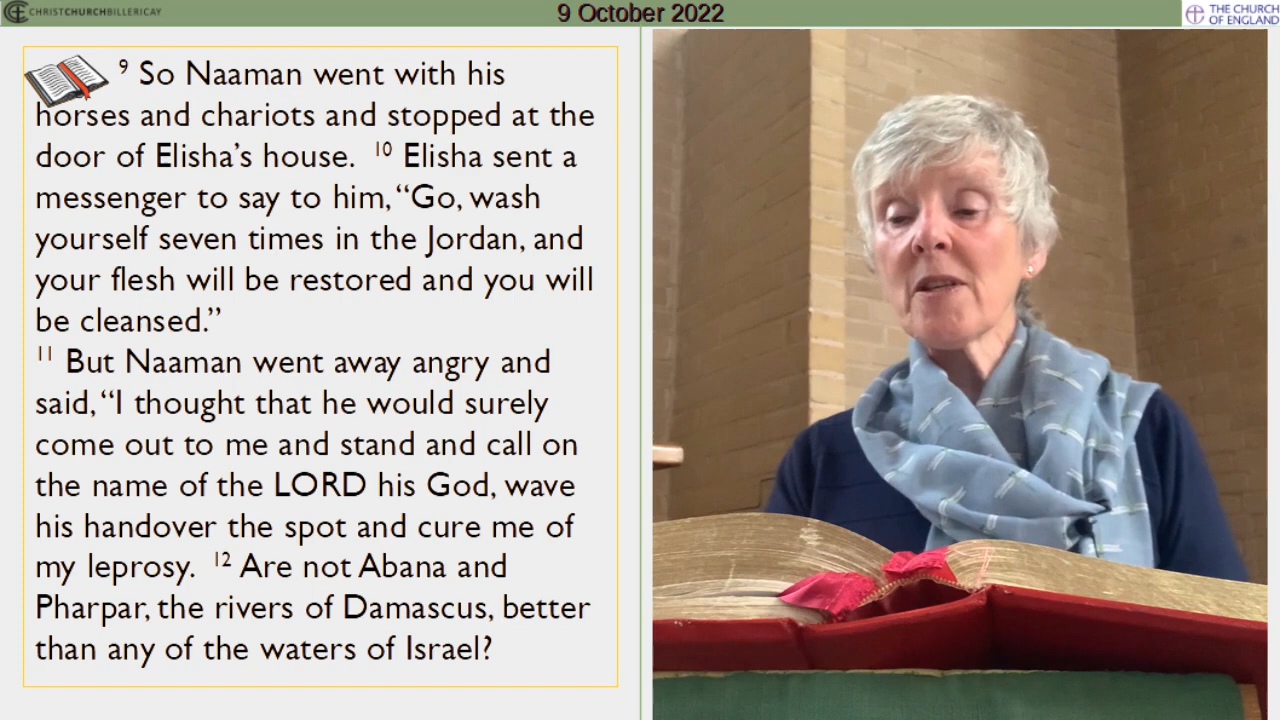 CHRISTCHURCHBILLERICAY
9 October 2022
THE CHURCH
OF ENGLAND
9 So Naaman went with his
horses and chariots and stopped at the
door of Elisha’s house. 10 Elisha sent a
messenger to say to him, “Go, wash
yourself seven times in the Jordan, and
your flesh will be restored and you will
be cleansed.”
11 But Naaman went away angry and
said, “I thought that he would surely
come out to me and stand and call on
the name of the LORD his God, wave
his handover the spot and cure me of
my leprosy. 12 Are not Abana and
Pharpar, the rivers of Damascus, better
than any of the waters of Israel?